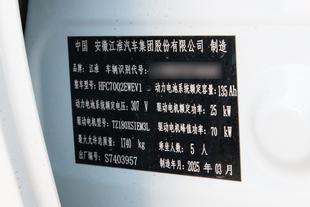 中国 安徽江淮汽车集团股份有限公司 制造
品牌：江淮 车辆识别代号：
整车型号：HFC7002EWEV1 动力电池系统额定容量：135Ah
动力电池系统额定电压：307 V 驱动电机额定功率：25 kW
驱动电机型号：TZ180XS1EM3L 驱动电机峰值功率：70 kW
最大允许总质量：1740 kg 乘坐人数：5 人
出厂编号：S7403957 制造年月：2025 年 03 月